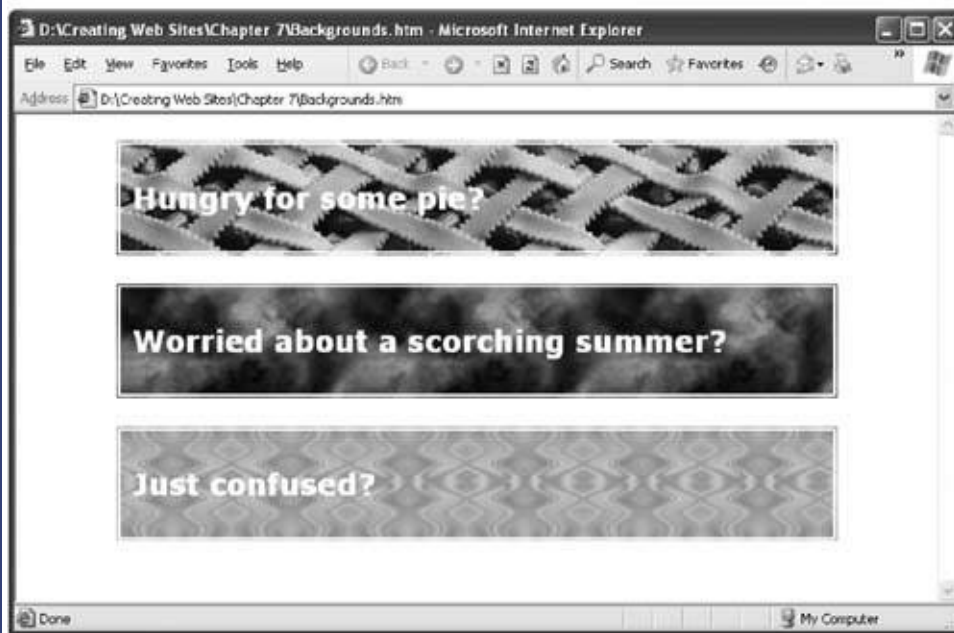 D:\Creating Web Sites\Chapter 7\Backgrounds.htm - Microsoft Internet Explorer
File Edit View Favorites Tools Help Back Search Favorites »
Address D:\Creating Web Sites\Chapter 7\Backgrounds.htm
Hungry for some pie?
Worried about a scorching summer?
Just confused?
Done My Computer